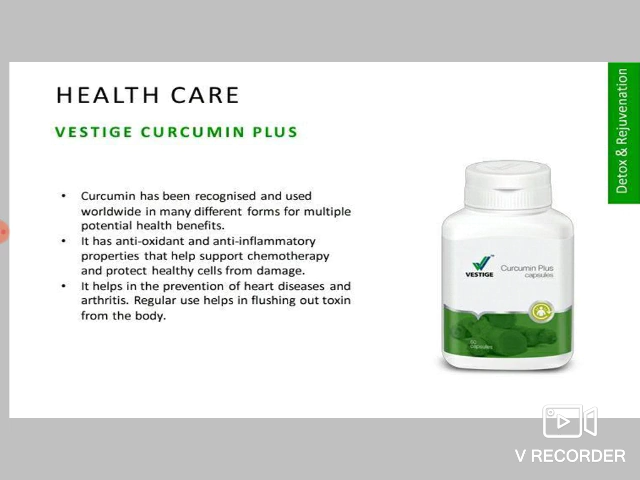 HEALTH CARE
VESTIGE CURCUMIN PLUS
Detox & Rejuvenation
• Curcumin has been recognised and used
worldwide in many different forms for multiple
potential health benefits.
• It has anti-oxidant and anti-inflammatory
properties that help support chemotherapy
and protect healthy cells from damage.
• It helps in the prevention of heart diseases and
arthritis. Regular use helps in flushing out toxin
from the body.
VESTIGE
Curcumin Plus
capsules
capsules
V RECORDER